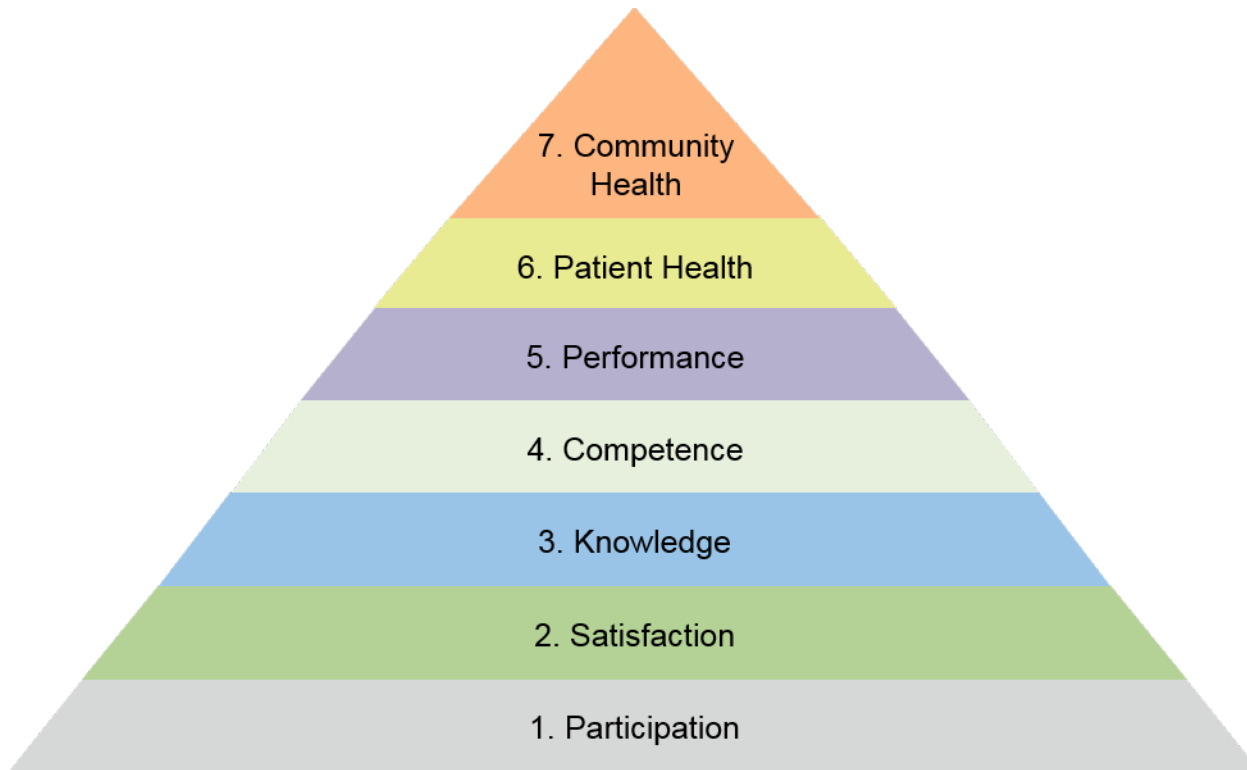 7. Community
Health
6. Patient Health
5. Performance
4. Competence
3. Knowledge
2. Satisfaction
1. Participation